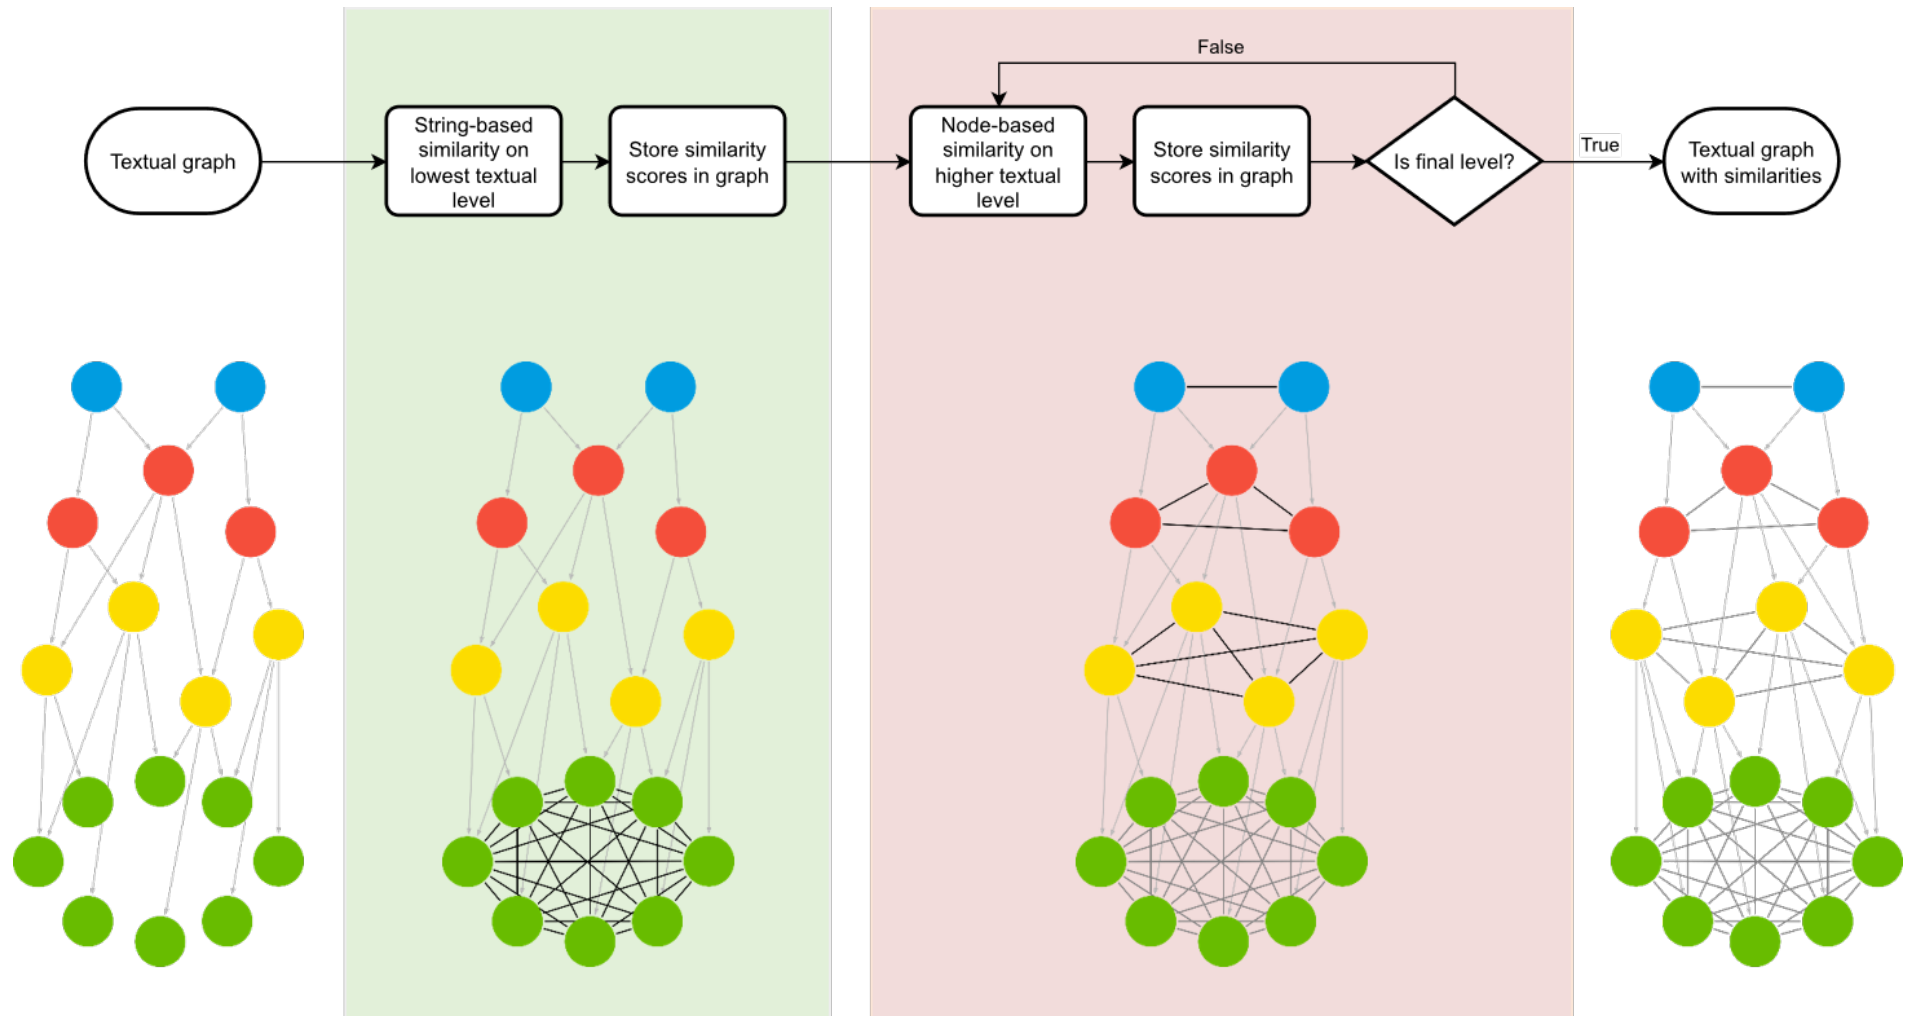 False
Textual graph
String-based
similarity on
lowest textual
level
Store similarity
scores in graph
Node-based
similarity on
higher textual
level
Store similarity
scores in graph
Is final level?
True
Textual graph
with similarities